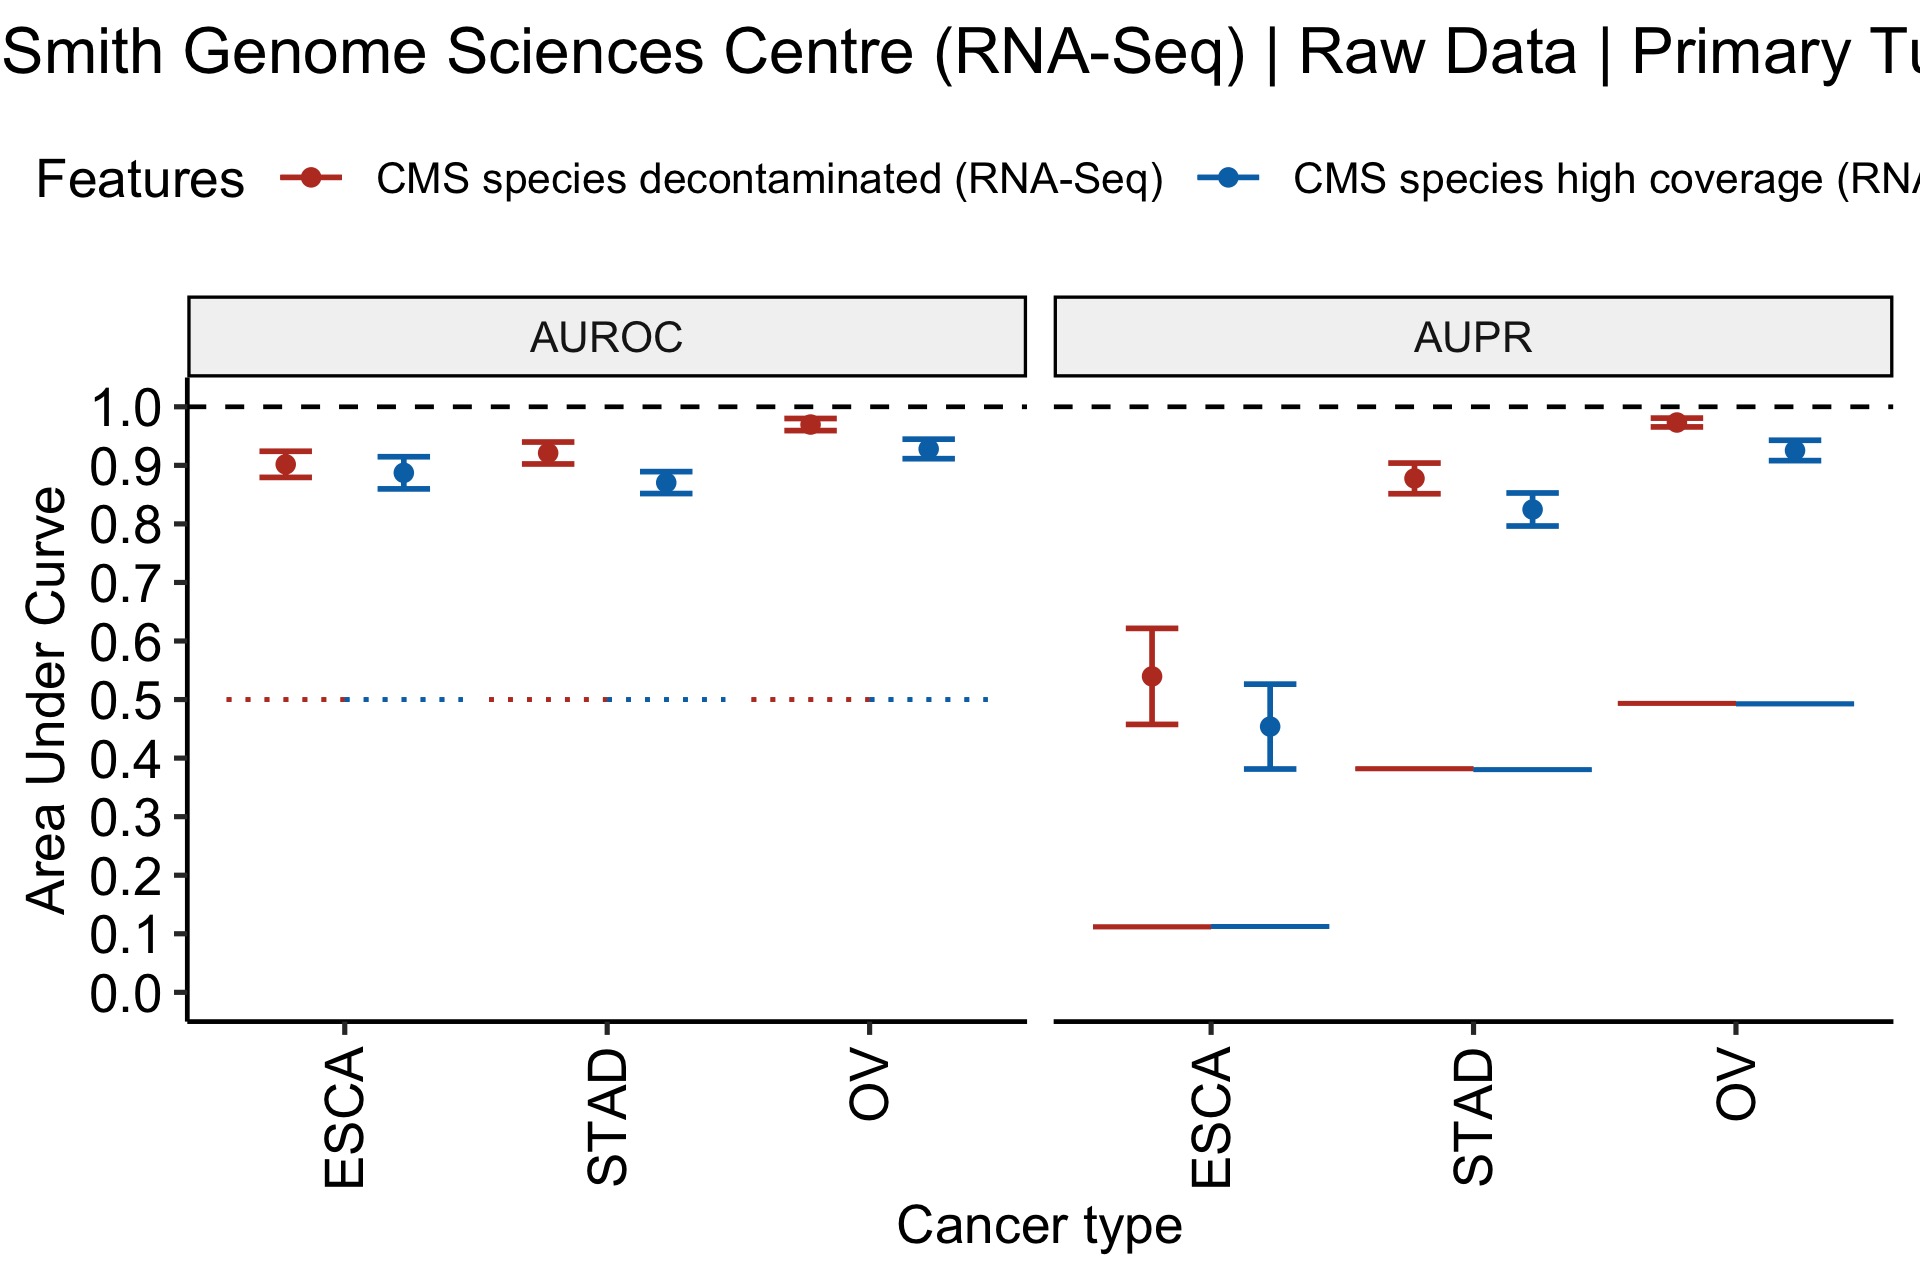 Smith Genome Sciences Centre (RNA-Seq) | Raw Data | Primary
Features CMS species decontaminated (RNA-Seq) CMS species high coverage
AUROC AUPR
1.0
0.9
0.8
0.7
0.6
0.5
0.4
0.3
0.2
0.1
0.0
Area Under Curve
ESCA STAD OV ESCA STAD OV
Cancer type